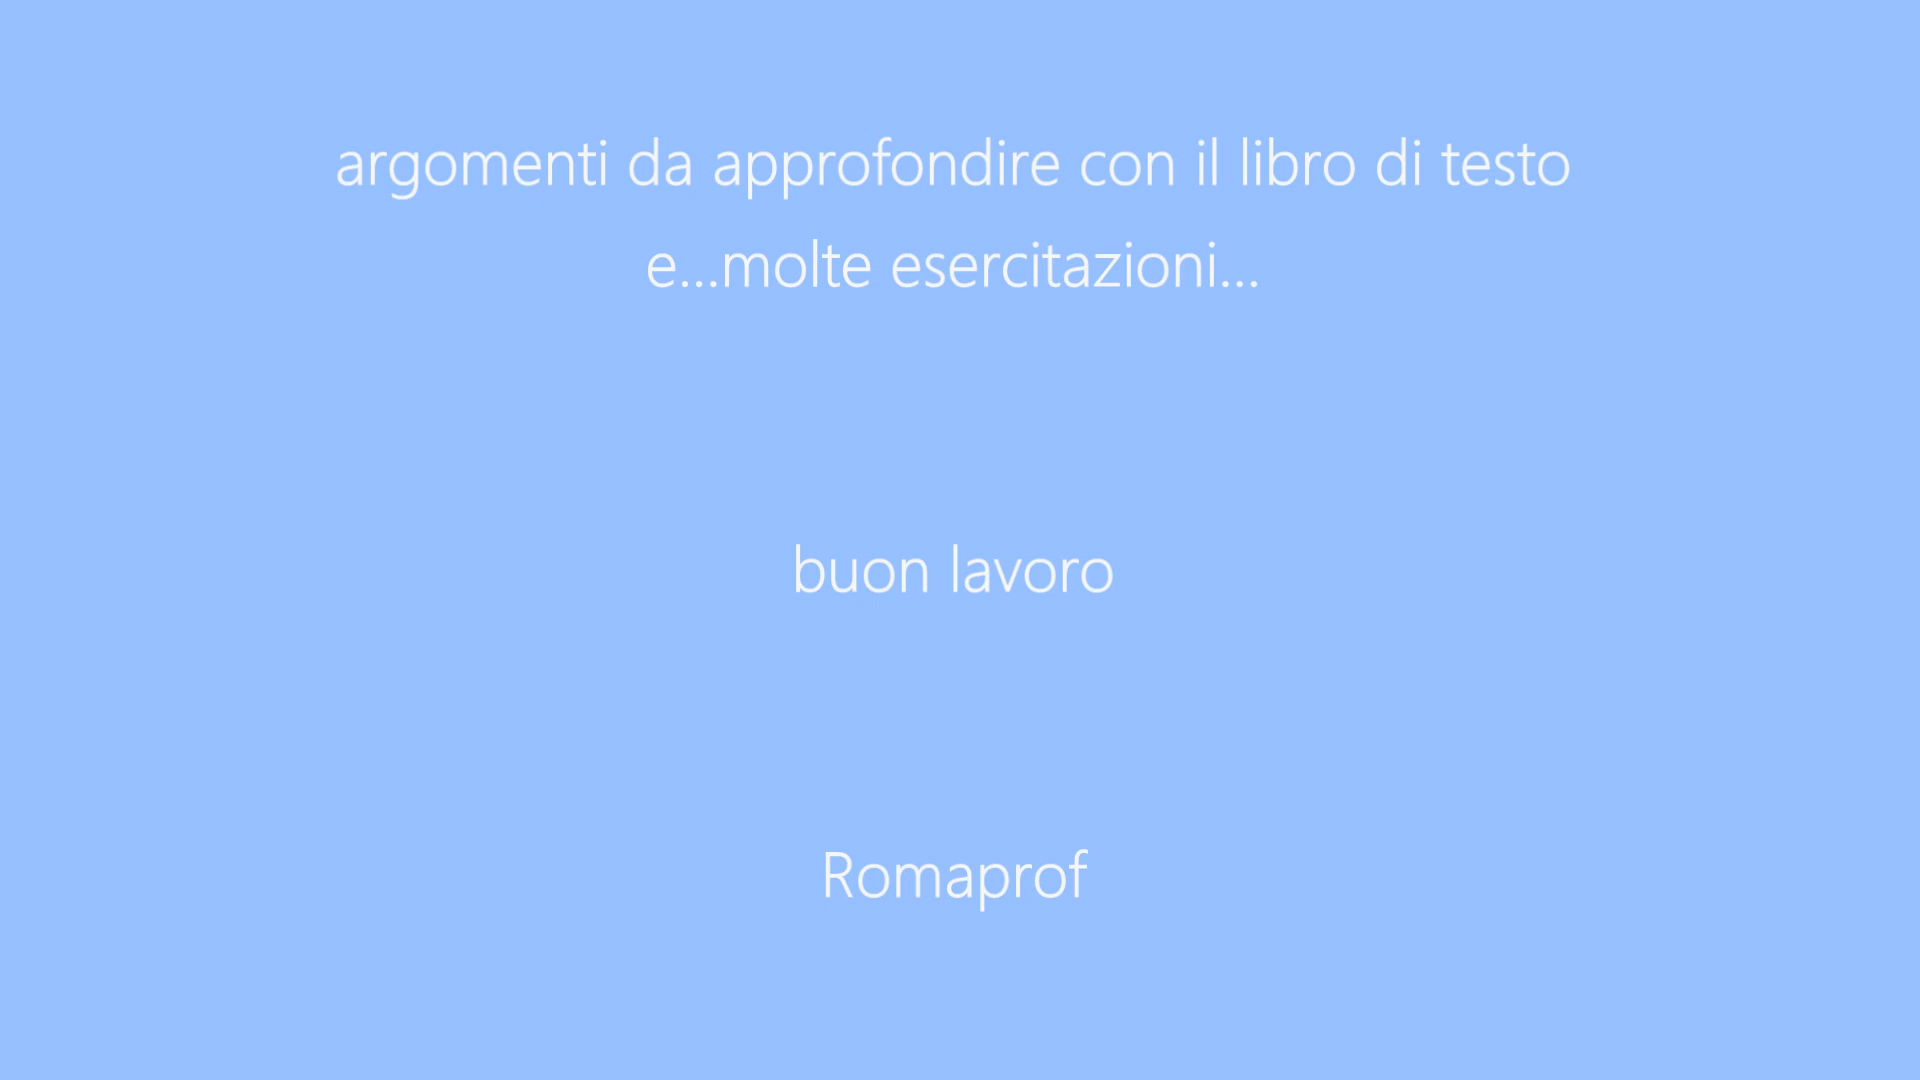 argomenti da approfondire con il libro di testo
e...molte esercitazioni...
buon lavoro
Romaprof